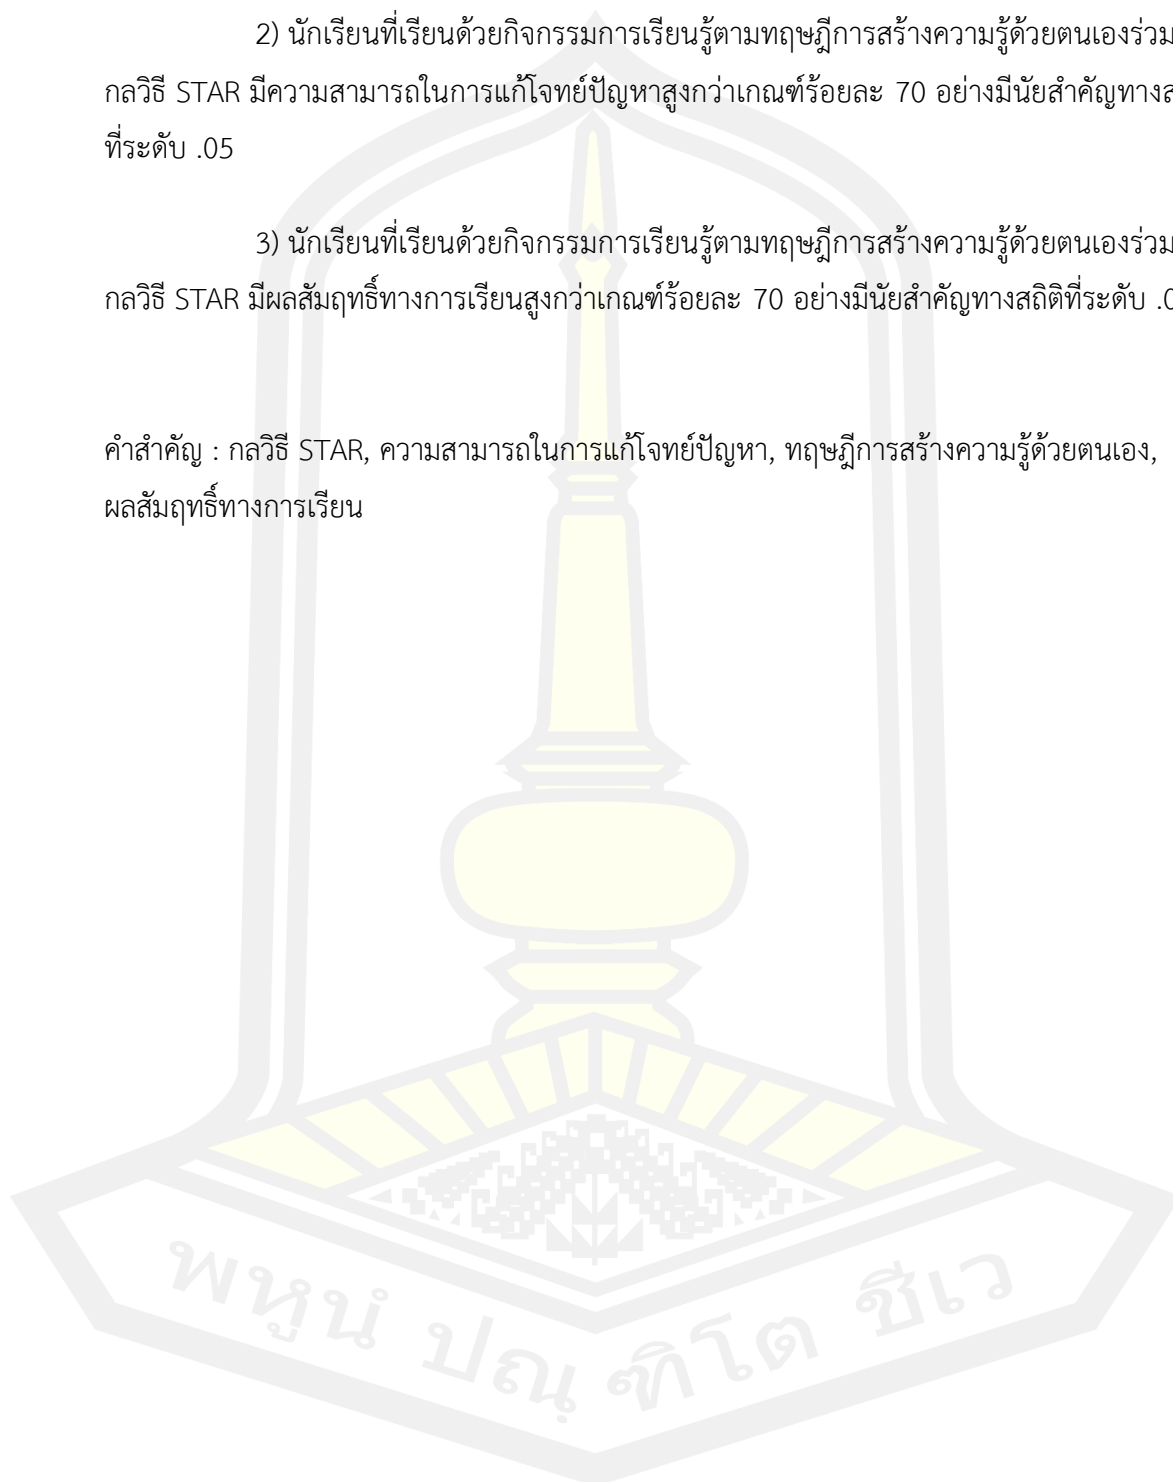 2) นักเรียนที่เรียนด้วยกิจกรรมการเรียนรู้ตามทฤษฎีการสร้างความรู้ด้วยตนเองร่วม
กลวิธี STAR มีความสามารถในการแก้โจทย์ปัญหาสูงกว่าเกณฑ์ร้อยละ 70 อย่างมีนัยสำคัญทาง
ที่ระดับ .05
3) นักเรียนที่เรียนด้วยกิจกรรมการเรียนรู้ตามทฤษฎีการสร้างความรู้ด้วยตนเองร่วม
กลวิธี STAR มีผลสัมฤทธิ์ทางการเรียนสูงกว่าเกณฑ์ร้อยละ 70 อย่างมีนัยสำคัญทางสถิติที่ระดับ
คำสำคัญ : กลวิธี STAR, ความสามารถในการแก้โจทย์ปัญหา, ทฤษฎีการสร้างความรู้ด้วยตนเอง,
ผลสัมฤทธิ์ทางการเรียน
พหูนํ ปณฺฑิโต ชีเว